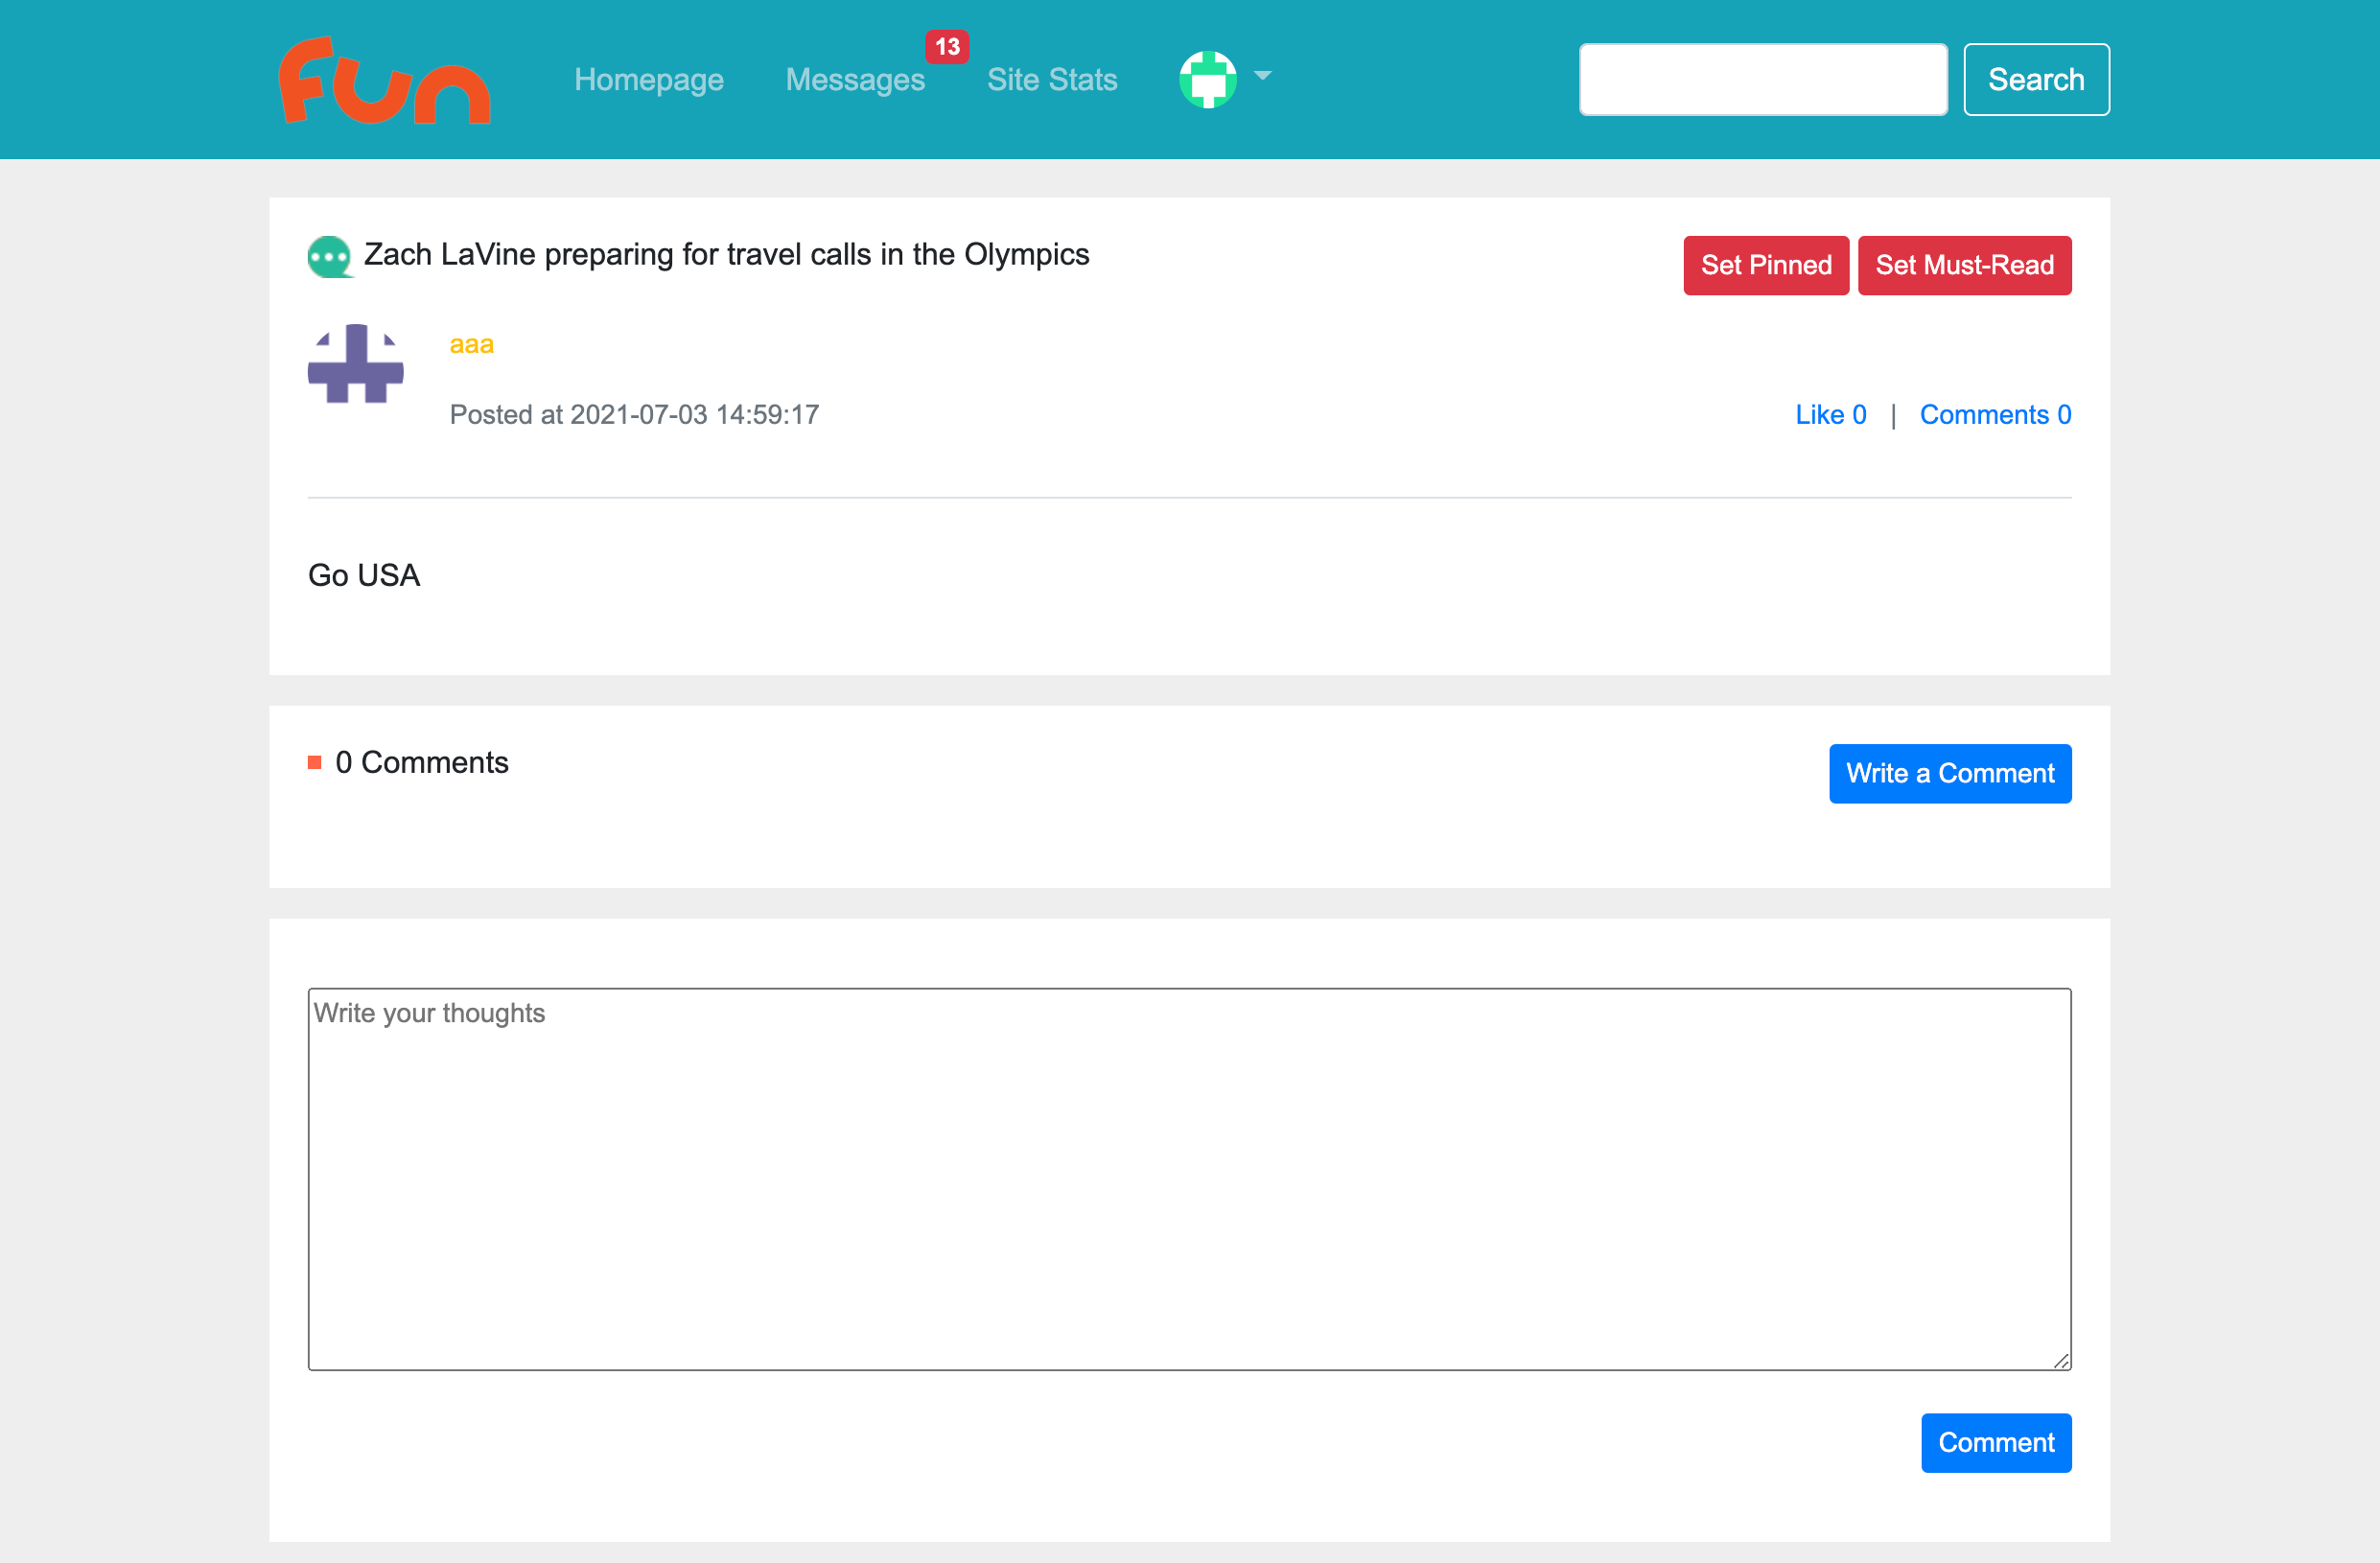 fun
Homepage
Messages
13
Site Stats
Search
Zach LaVine preparing for travel calls in the Olympics
Set Pinned
Set Must-Read
aaa
Posted at 2021-07-03 14:59:17
Like 0 | Comments 0
Go USA
0 Comments
Write a Comment
Write your thoughts
Comment